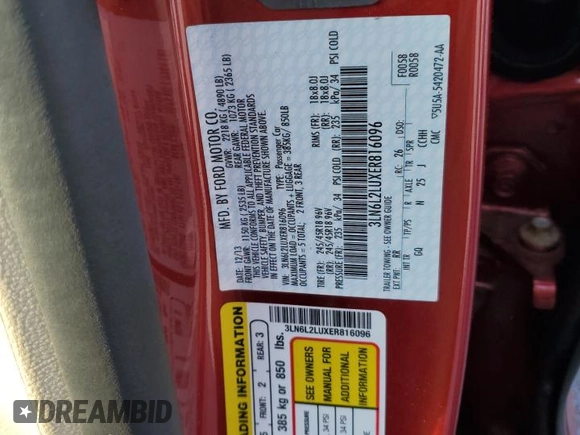 MFD. BY FORD MOTOR CO.
DATE: 12/13 GVWR: 2218 KG ( 4890 LB)
FRONT GAWR: 1150 KG ( 2535 LB) REAR GAWR: 1073 KG ( 2365 LB)
THIS VEHICLE CONFORMS TO ALL APPLICABLE FEDERAL MOTOR
VEHICLE SAFETY, BUMPER, AND THEFT PREVENTION STANDARDS
IN EFFECT ON THE DATE OF MANUFACTURE SHOWN ABOVE.
VIN: 3LN6L2LUXER816096 TYPE: Passenger Car
MAXIMUM LOAD = OCCUPANTS + LUGGAGE = 385KG/ 850LB
OCCUPANTS: 5 TOTAL: 2 FRONT, 3 REAR
TIRE (FR): 245/45R18 96V RIMS (FR): 18x8.0J
TIRE (RR): 245/45R18 96V (RR): 18x8.0J
PRESSURE (FR): 235 kPa/ 34 PSI COLD (RR): 235 kPa/ 34 PSI COLD
3LN6L2LUXER816096
F0058
R0058
TRAILER TOWING - SEE OWNER GUIDE
EXT PNT: RR RC: 26 DSO:
INT TR TP/PS R AXLE TR SPR
GQ N 25 J CCHH
CMC
5U5A-5420472-AA
3LN6L2LUXER816096
ADING INFORMATION
FRONT: 2 REAR: 3
385 kg or 850 lbs.
SEE OWNERS
MANUAL FOR
ADDITIONAL
INFORMATION
PRESSURE
34 PSI
34 PSI
DREAMBID